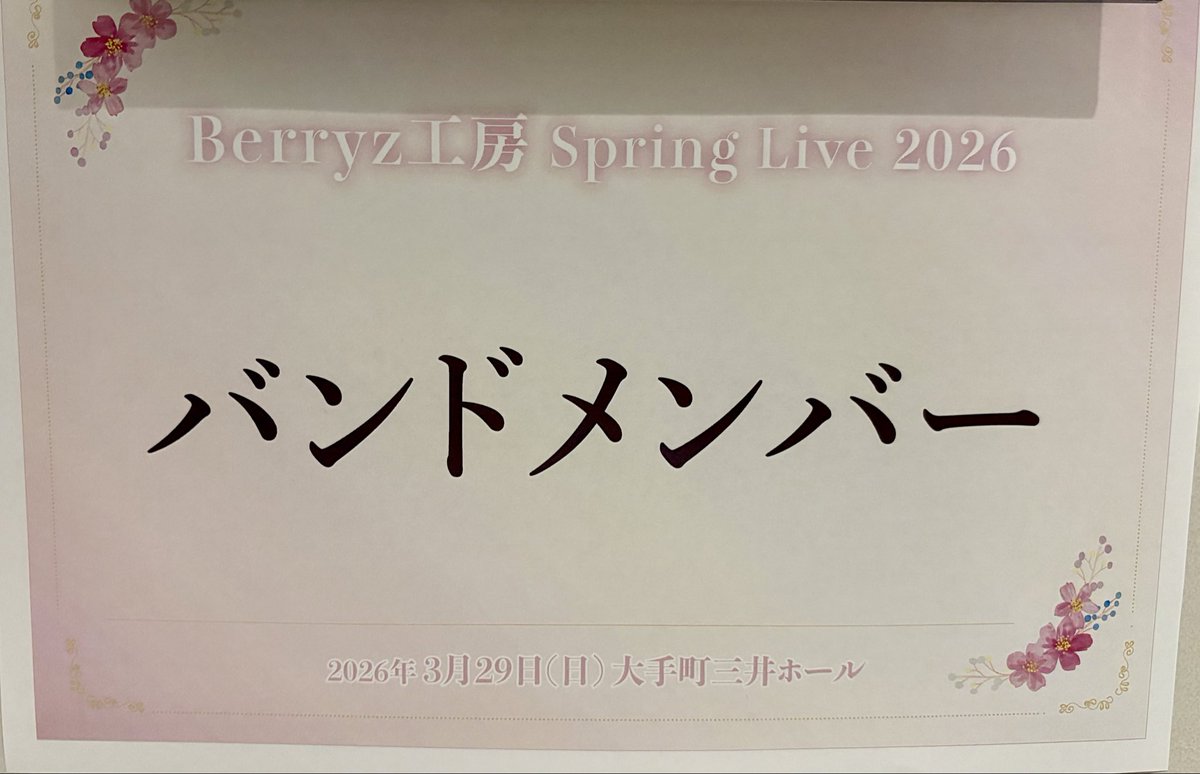 Berryz工房 Spring Live 2026
バンドメンバー
2026年3月29日(日) 大手町三井ホール